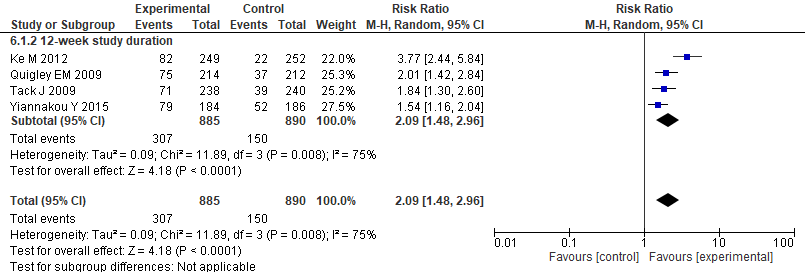 Experimental Control Risk Ratio Risk Ratio
Study or Subgroup Events Total Events Total Weight M-H, Random, 95% CI M-H, Random, 95% CI
6.1.2 12-week study duration
Ke M 2012 82 249 22 252 22.0% 3.77 [2.44, 5.84]
Quigley EM 2009 75 214 37 212 25.3% 2.01 [1.42, 2.84]
Tack J 2009 71 238 39 240 25.2% 1.84 [1.30, 2.60]
Yiannakou Y 2015 79 184 52 186 27.5% 1.54 [1.16, 2.04]
Subtotal (95% CI) 885 890 100.0% 2.09 [1.48, 2.96]
Total events 307 150
Heterogeneity: Tau² = 0.09; Chi² = 11.89, df = 3 (P = 0.008); I² = 75%
Test for overall effect: Z = 4.18 (P < 0.0001)
Total (95% CI) 885 890 100.0% 2.09 [1.48, 2.96]
Total events 307 150
Heterogeneity: Tau² = 0.09; Chi² = 11.89, df = 3 (P = 0.008); I² = 75%
Test for overall effect: Z = 4.18 (P < 0.0001)
Test for subgroup differences: Not applicable
0.01 0.1 1 10 100
Favours [control] Favours [experimental]